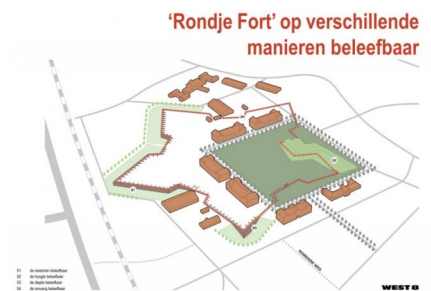 ‘Rondje Fort’ op verschillende
manieren beleefbaar
01 de restanten beleefbaar
02 de hoogte beleefbaar
03 de diepte beleefbaar
04 de omvang beleefbaar
WEST 8